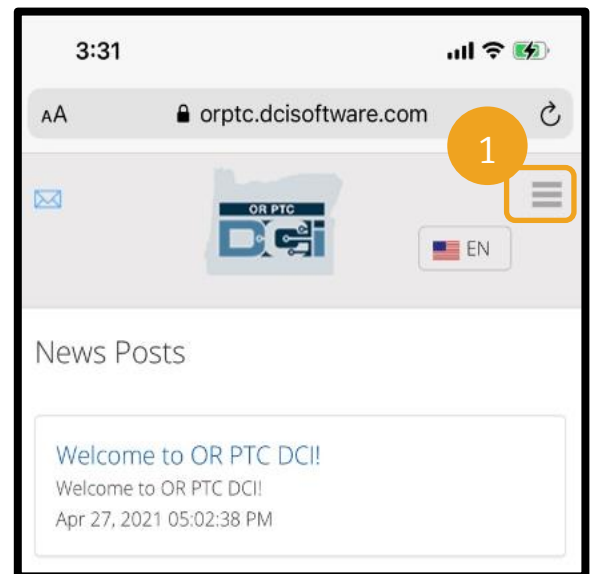 3:31
AA orptc.dcisoftware.com
1
OR PTC
DCi
EN
News Posts
Welcome to OR PTC DCI!
Welcome to OR PTC DCI!
Apr 27, 2021 05:02:38 PM